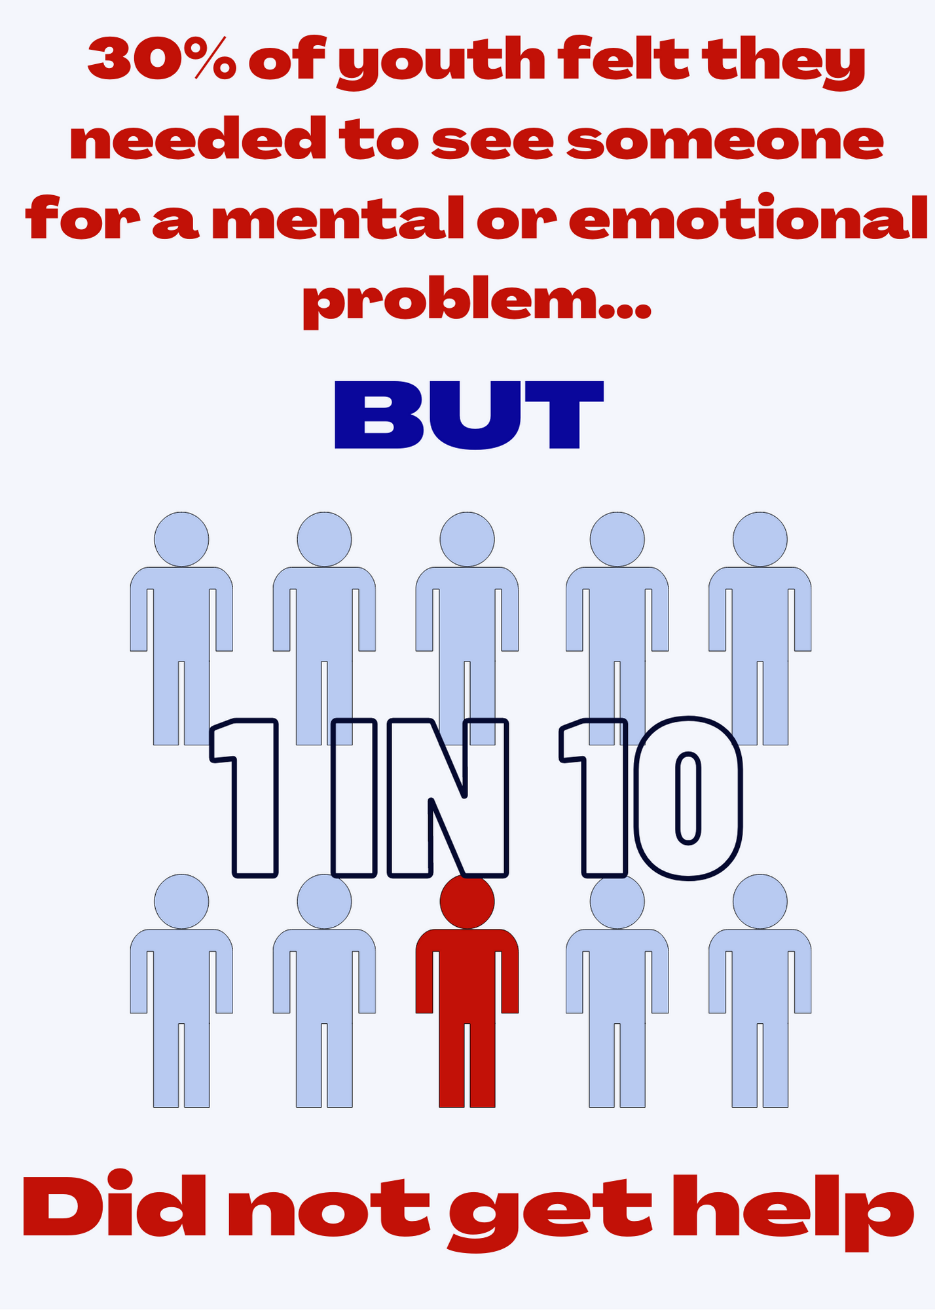 30% of youth felt they
needed to see someone
for a mental or emotional
problem...
BUT
1 IN 10
Did not get help